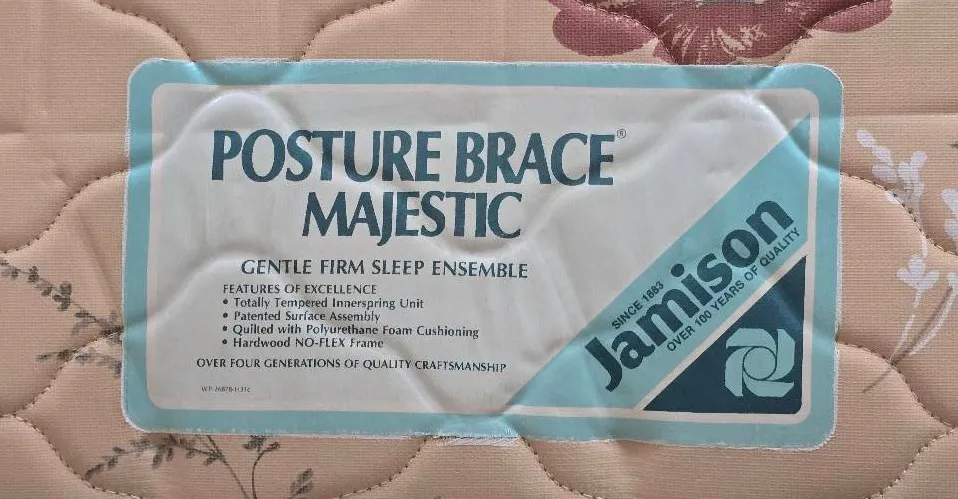 POSTURE BRACE®
MAJESTIC
GENTLE FIRM SLEEP ENSEMBLE
FEATURES OF EXCELLENCE
• Totally Tempered Innerspring Unit
• Patented Surface Assembly
• Quilted with Polyurethane Foam Cushioning
• Hardwood NO-FLEX Frame
OVER FOUR GENERATIONS OF QUALITY CRAFTSMANSHIP
SINCE 1883
Jamison
OVER 100 YEARS OF QUALITY